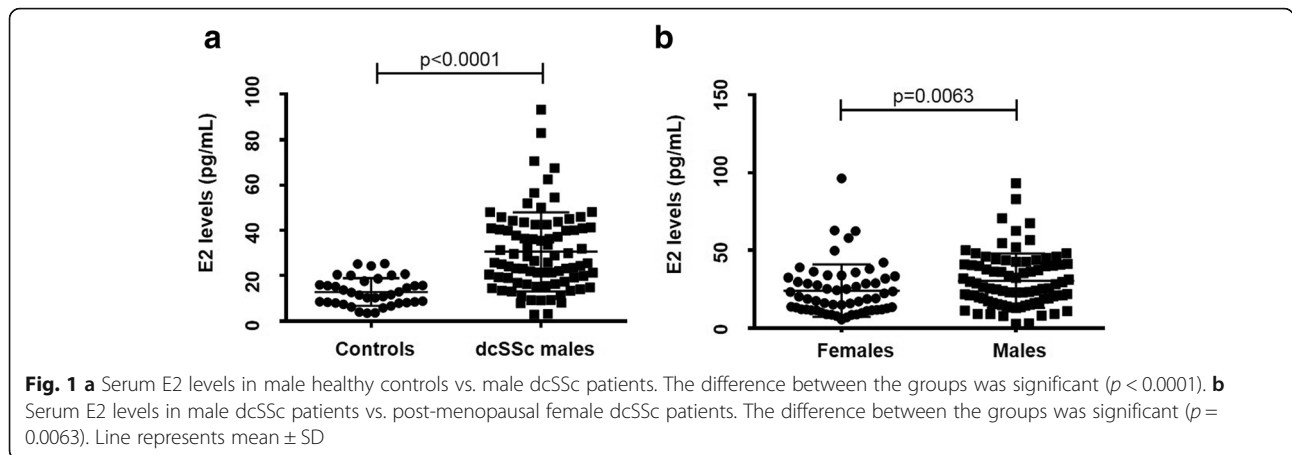 a
p<0.0001
E2 levels (pg/mL)
100
80
60
40
20
0
Controls dcSSc males
b
p=0.0063
E2 levels (pg/mL)
150
100
50
0
Females Males
Fig. 1 a Serum E2 levels in male healthy controls vs. male dcSSc patients. The difference between the groups was significant (p < 0.0001). b
Serum E2 levels in male dcSSc patients vs. post-menopausal female dcSSc patients. The difference between the groups was significant (p =
0.0063). Line represents mean ± SD